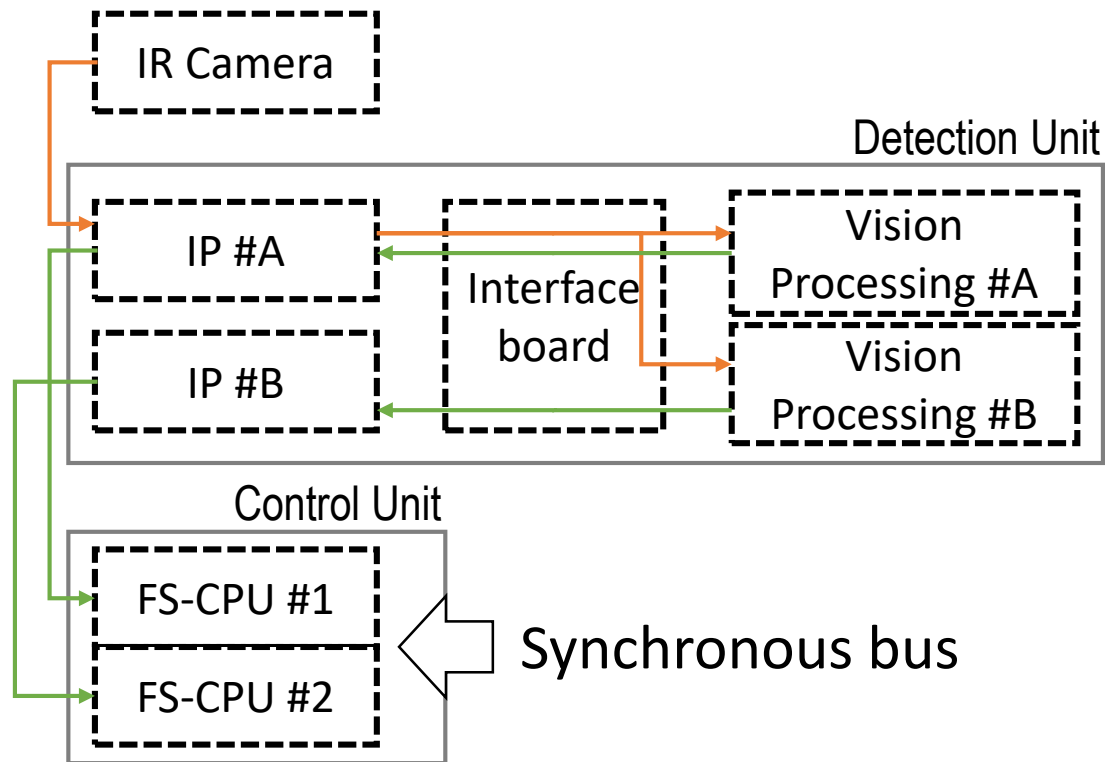 IR Camera
Detection Unit
IP #A
Interface
board
Vision
Processing #A
IP #B
Vision
Processing #B
Control Unit
FS-CPU #1
FS-CPU #2
Synchronous bus